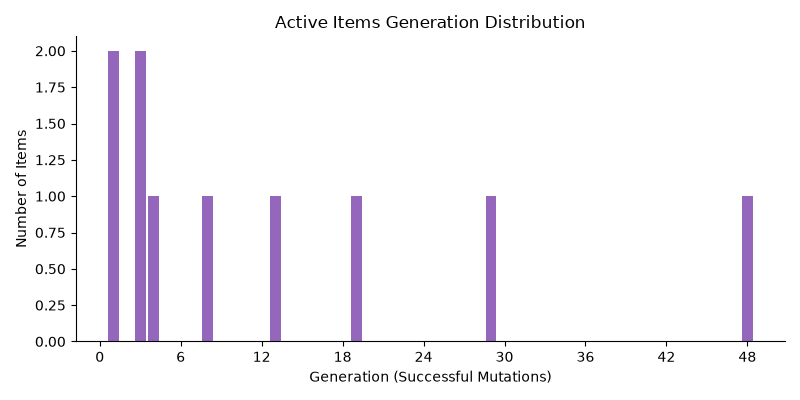 Active Items Generation Distribution
2.00
1.75
1.50
1.25
1.00
0.75
0.50
0.25
0.00
Number of Items
0 6 12 18 24 30 36 42 48
Generation (Successful Mutations)